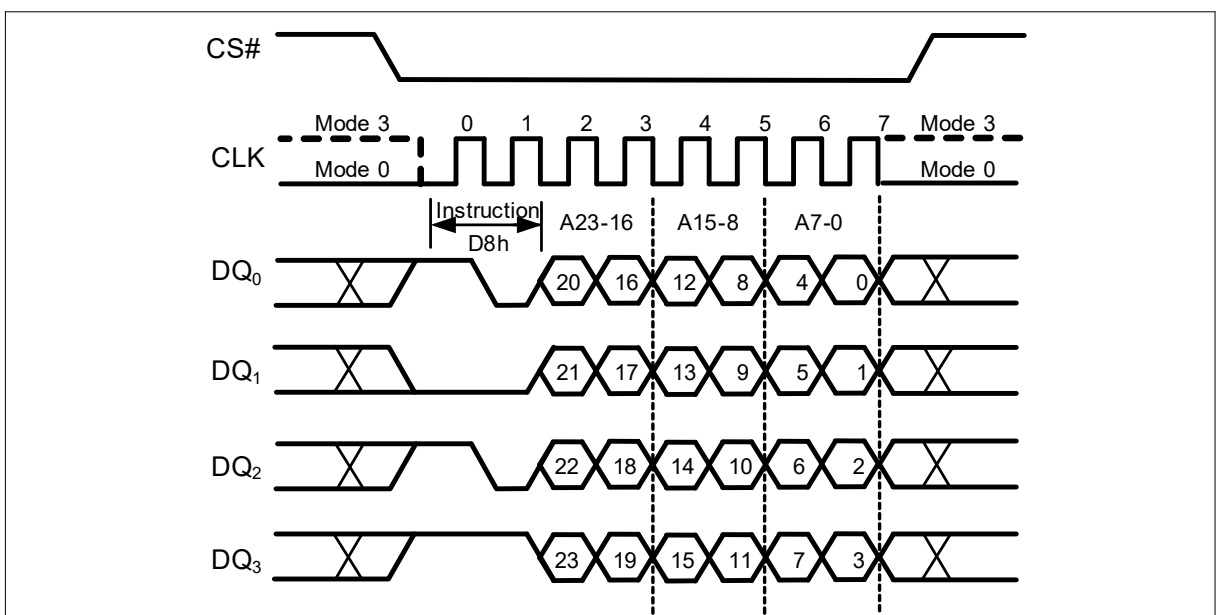 CS#
Mode 3 0 1 2 3 4 5 6 7 Mode 3
CLK
Mode 0 Mode 0
Instruction A23-16 A15-8 A7-0
D8h
DQ0 20 16 12 8 4 0
DQ1 21 17 13 9 5 1
DQ2 22 18 14 10 6 2
DQ3 23 19 15 11 7 3